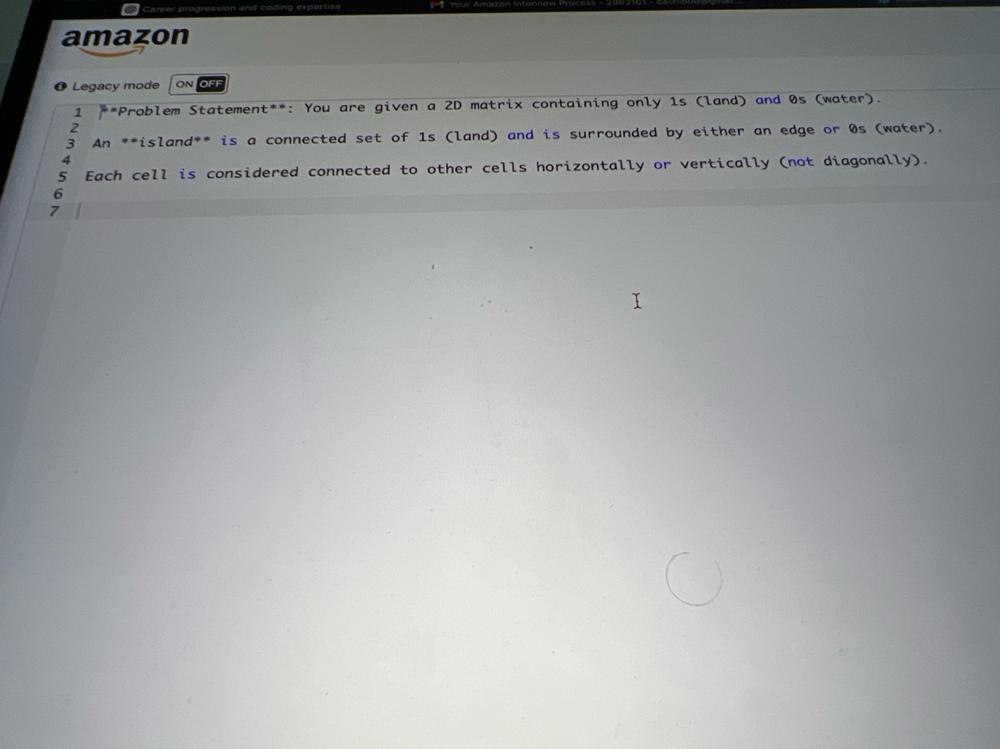 Career progression and coding expertise
Your Amazon Interview Process
amazon
Legacy mode ON OFF
1 **Problem Statement**: You are given a 2D matrix containing only 1s (land) and 0s (water).
2
3 An **island** is a connected set of 1s (land) and is surrounded by either an edge or 0s (water).
4
5 Each cell is considered connected to other cells horizontally or vertically (not diagonally).
6
7